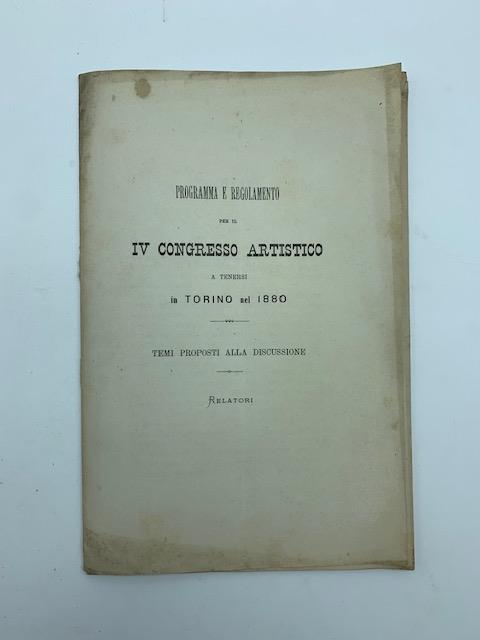 PROGRAMMA E REGOLAMENTO
PER IL
IV CONGRESSO ARTISTICO
A TENERSI
in TORINO nel 1880
TEMI PROPOSTI ALLA DISCUSSIONE
RELATORI